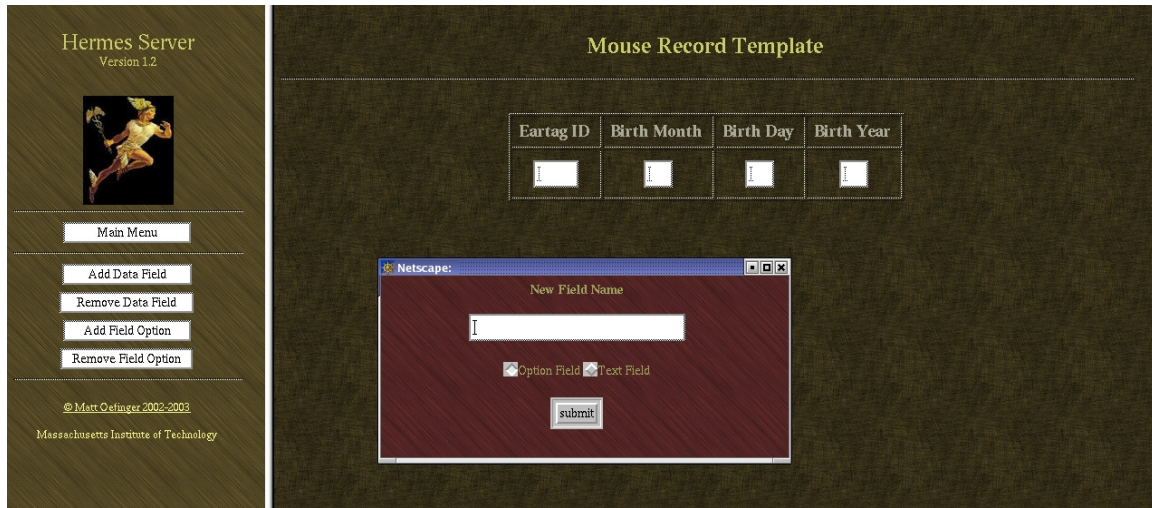 Hermes Server
Version 1.2
Main Menu
Add Data Field
Remove Data Field
Add Field Option
Remove Field Option
© Matt Oefinger 2002-2003
Massachusetts Institute of Technology
Mouse Record Template
Eartag ID Birth Month Birth Day Birth Year
Netscape:
New Field Name
Option Field Text Field
submit